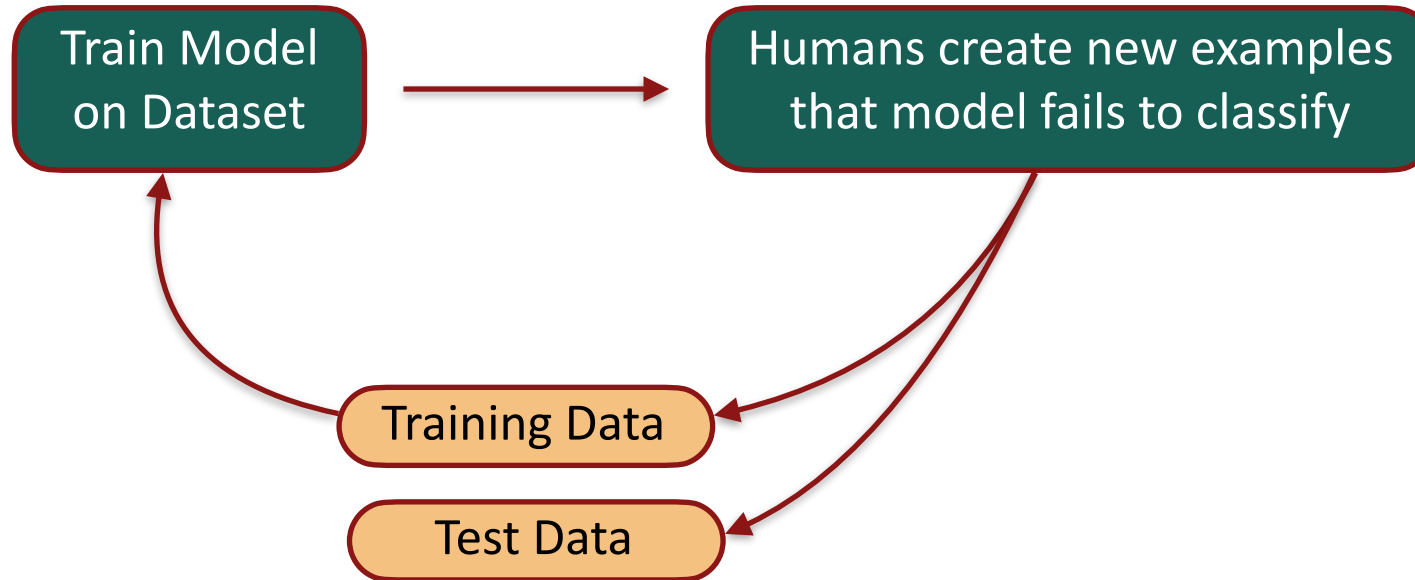 Train Model
on Dataset
Humans create new examples
that model fails to classify
Training Data
Test Data